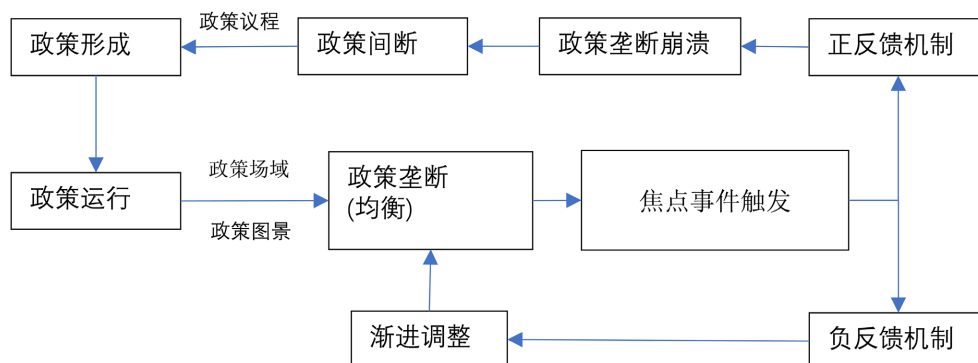 政策形成
政策议程
政策间断
政策垄断崩溃
正反馈机制
政策运行
政策场域
政策图景
政策垄断
(均衡)
焦点事件触发
渐进调整
负反馈机制